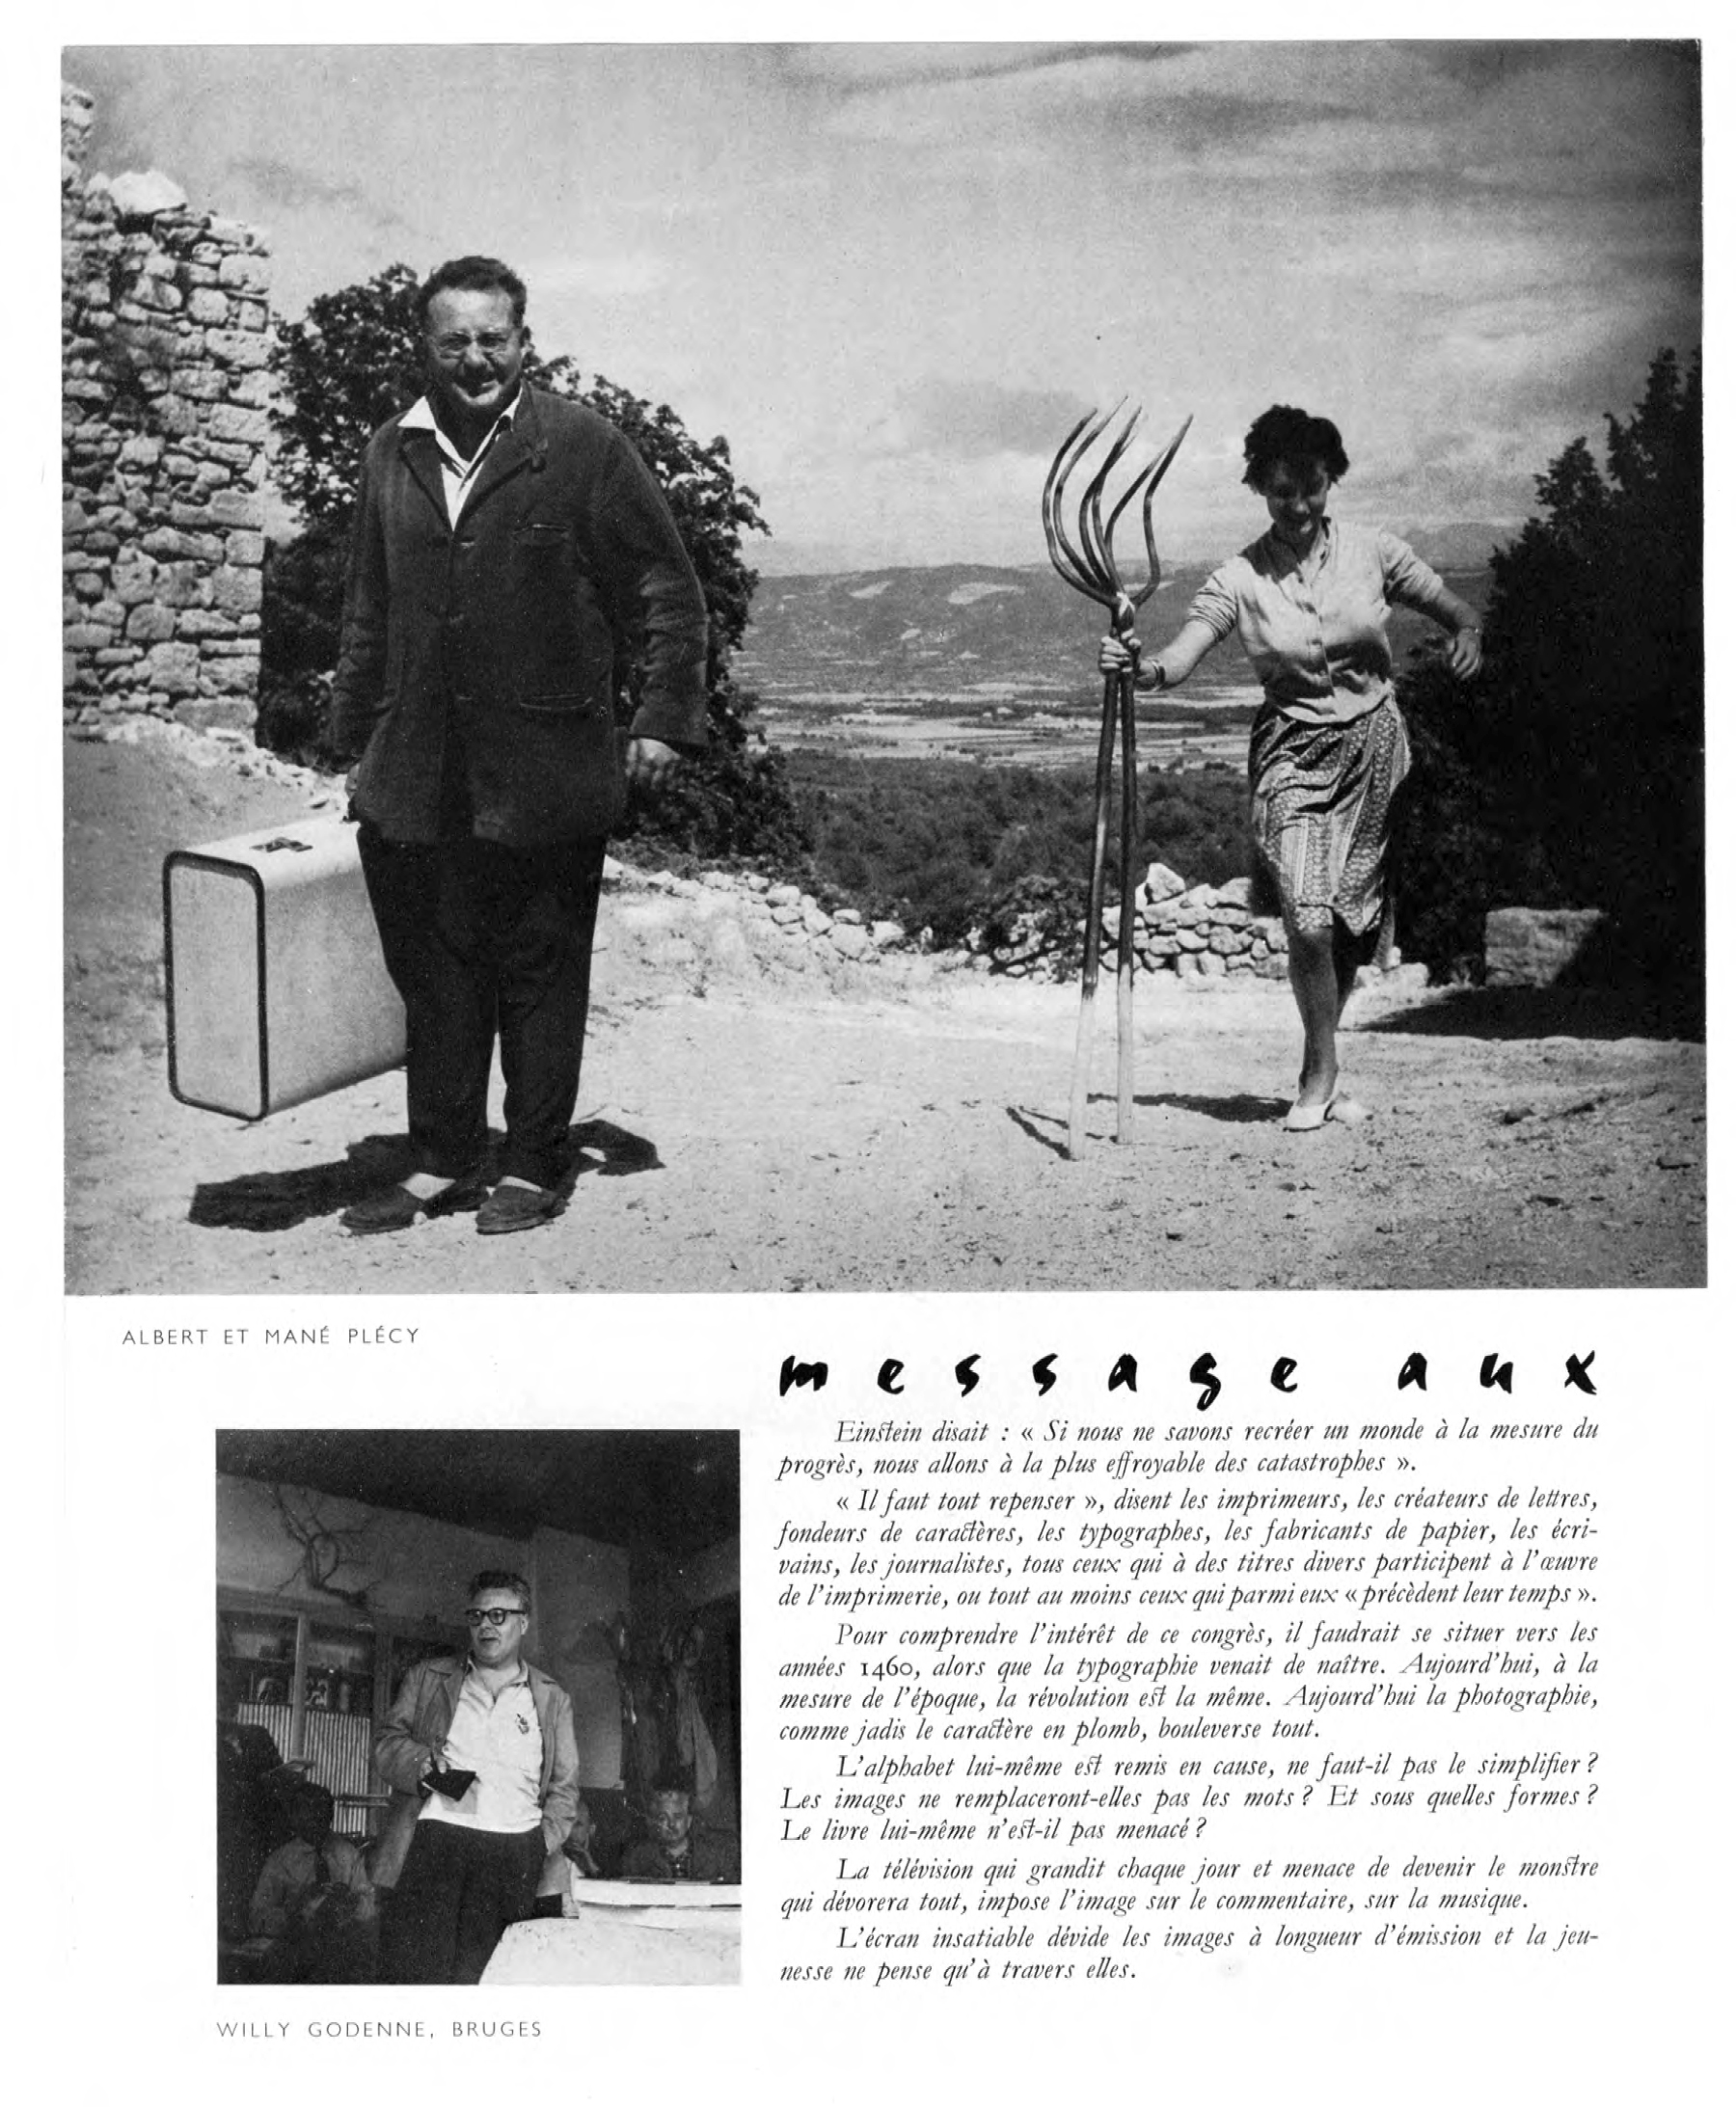 ALBERT ET MANÉ PLÉCY
message aux
Einstein disait : « Si nous ne savons recréer un monde à la mesure du
progrès, nous allons à la plus effroyable des catastrophes ».
« Il faut tout repenser », disent les imprimeurs, les créateurs de lettres,
fondeurs de caractères, les typographes, les fabricants de papier, les écri-
vains, les journalistes, tous ceux qui à des titres divers participent à l'œuvre
de l'imprimerie, ou tout au moins ceux qui parmi eux « précèdent leur temps ».
Pour comprendre l'intérêt de ce congrès, il faudrait se situer vers les
années 1460, alors que la typographie venait de naître. Aujourd'hui, à la
mesure de l'époque, la révolution est la même. Aujourd'hui la photographie,
comme jadis le caractère en plomb, bouleverse tout.
L'alphabet lui-même est remis en cause, ne faut-il pas le simplifier ?
Les images ne remplaceront-elles pas les mots ? Et sous quelles formes ?
Le livre lui-même n'est-il pas menacé ?
La télévision qui grandit chaque jour et menace de devenir le monstre
qui dévorera tout, impose l'image sur le commentaire, sur la musique.
L'écran insatiable dévide les images à longueur d'émission et la jeu-
nesse ne pense qu'à travers elles.
WILLY GODENNE, BRUGES